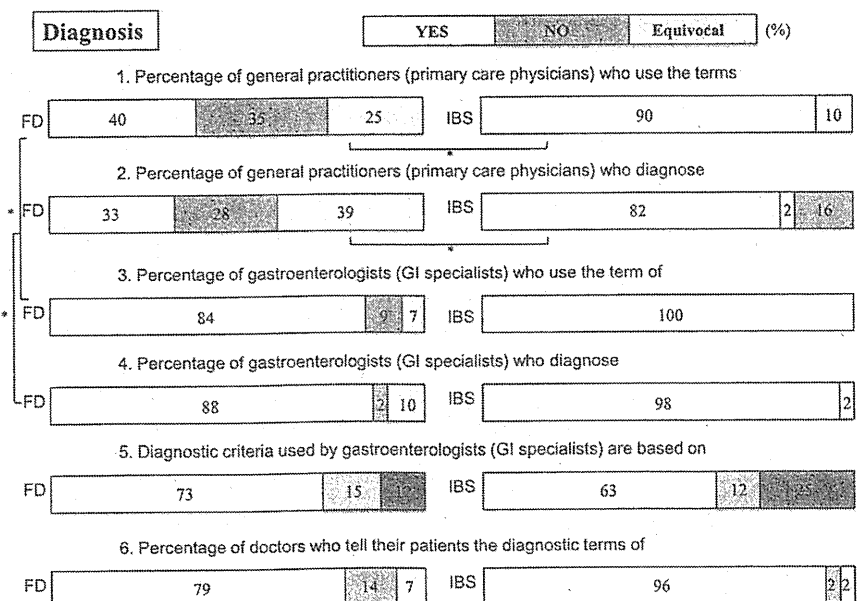 Diagnosis
YES NO Equivocal (%)
1. Percentage of general practitioners (primary care physicians) who use the terms
FD 40 35 25 IBS 90 10
*
2. Percentage of general practitioners (primary care physicians) who diagnose
* FD 33 28 39 IBS 82 2 16
*
3. Percentage of gastroenterologists (GI specialists) who use the term of
* FD 84 9 7 IBS 100
4. Percentage of gastroenterologists (GI specialists) who diagnose
FD 88 2 10 IBS 98 2
5. Diagnostic criteria used by gastroenterologists (GI specialists) are based on
FD 73 15 12 IBS 63 12 25
6. Percentage of doctors who tell their patients the diagnostic terms of
FD 79 14 7 IBS 96 2 2